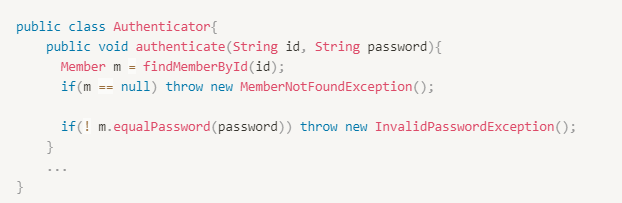 public class Authenticator{
    public void authenticate(String id, String password){
      Member m = findMemberById(id);
      if(m == null) throw new MemberNotFoundException();

      if(! m.equalPassword(password)) throw new InvalidPasswordException();
    }
    ...
}